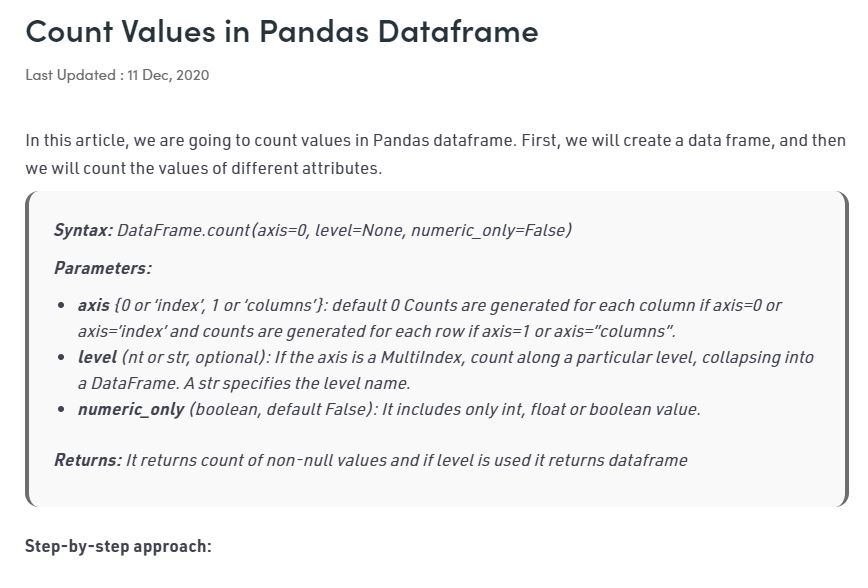 Count Values in Pandas Dataframe
Last Updated : 11 Dec, 2020
In this article, we are going to count values in Pandas dataframe. First, we will create a data frame, and then
we will count the values of different attributes.
Syntax: DataFrame.count(axis=0, level=None, numeric_only=False)
Parameters:
• axis {0 or ‘index’, 1 or ‘columns’}: default 0 Counts are generated for each column if axis=0 or
axis=‘index’ and counts are generated for each row if axis=1 or axis=”columns”.
• level (nt or str, optional): If the axis is a MultiIndex, count along a particular level, collapsing into
a DataFrame. A str specifies the level name.
• numeric_only (boolean, default False): It includes only int, float or boolean value.
Returns: It returns count of non-null values and if level is used it returns dataframe
Step-by-step approach: